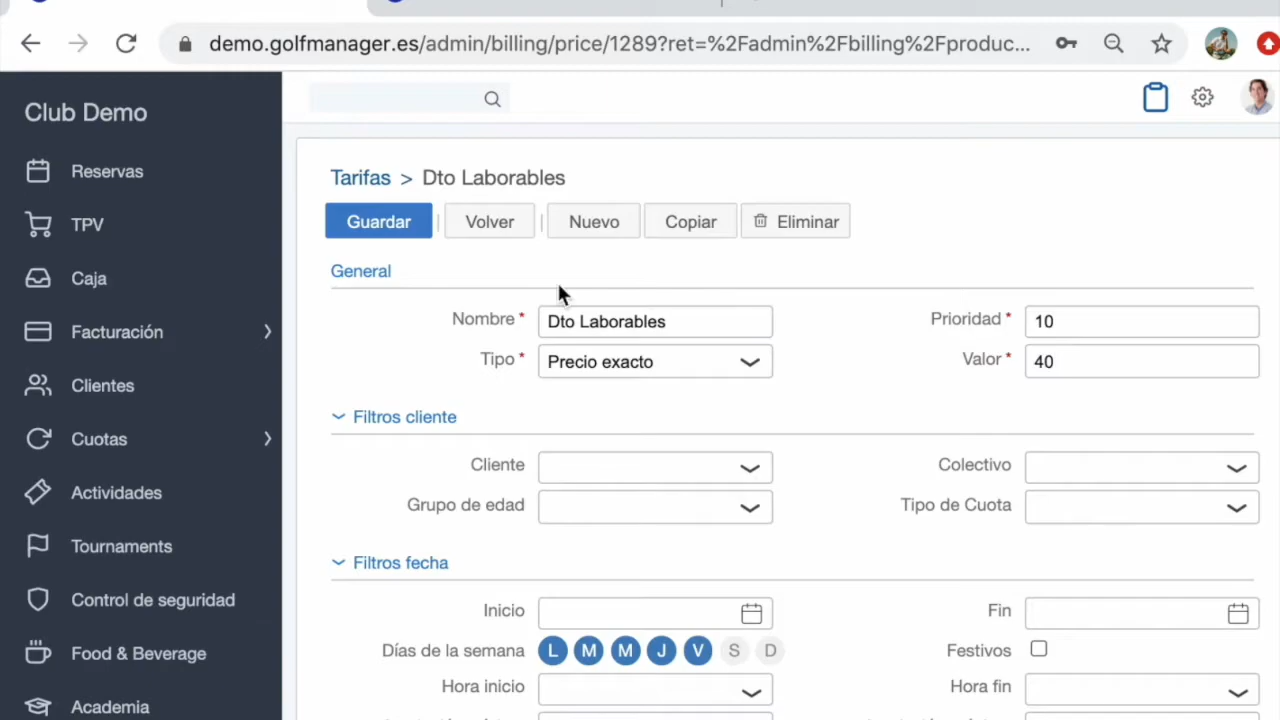 demo.golfmanager.es/admin/billing/price/1289?ret=%2Fadmin%2Fbilling%2Fproduc...
Club Demo
Reservas
TPV
Caja
Facturación
Clientes
Cuotas
Actividades
Tournaments
Control de seguridad
Food & Beverage
Academia
Tarifas > Dto Laborables
Guardar | Volver | Nuevo Copiar Eliminar
General
Nombre * Dto Laborables Prioridad * 10
Tipo * Precio exacto Valor * 40
Filtros cliente
Cliente Colectivo
Grupo de edad Tipo de Cuota
Filtros fecha
Inicio Fin
Días de la semana L M M J V S D Festivos
Hora inicio Hora fin